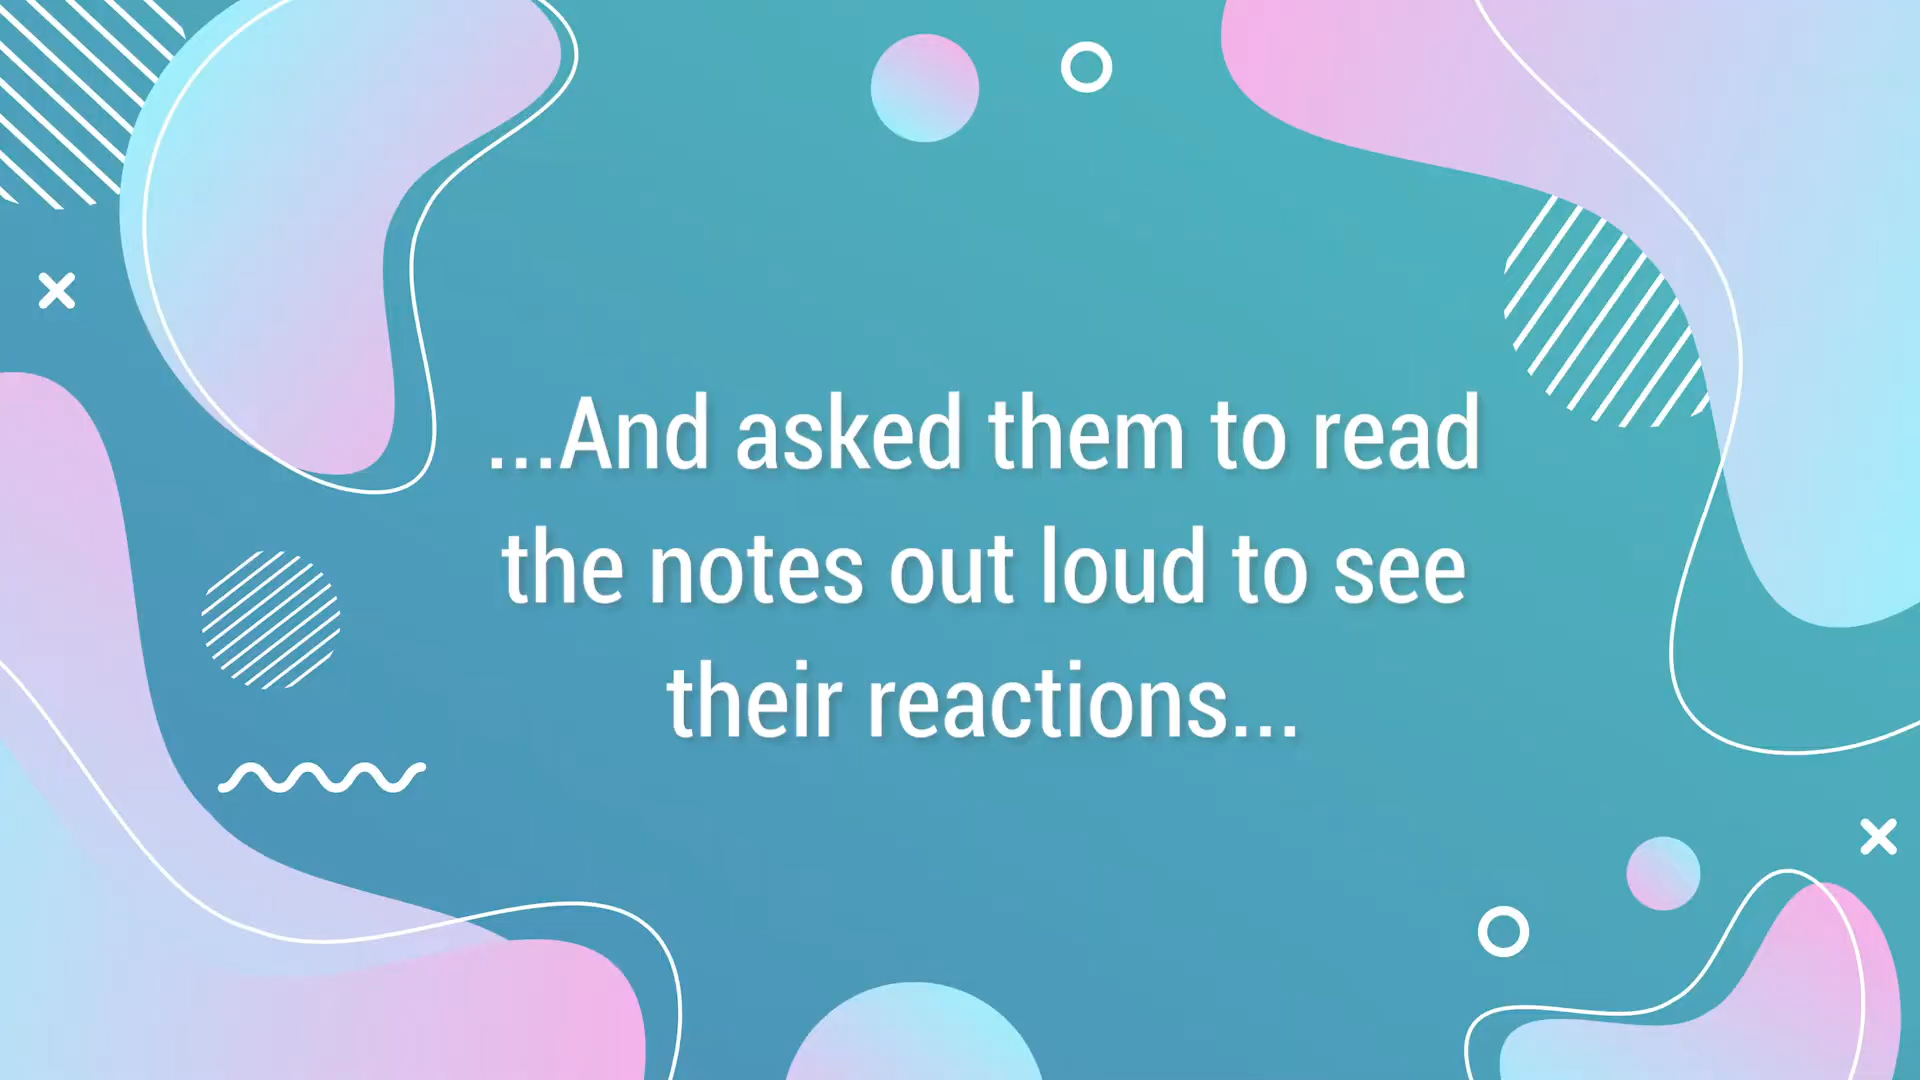 ...And asked them to read
the notes out loud to see
their reactions...